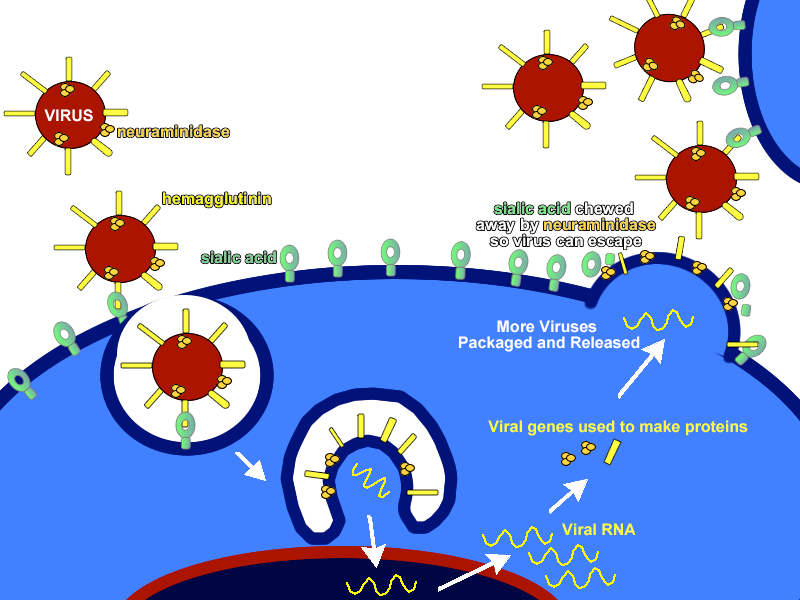 VIRUS
neuraminidase
hemagglutinin
sialic acid
sialic acid chewed
away by neuraminidase
so virus can escape
More Viruses
Packaged and Released
Viral genes used to make proteins
Viral RNA